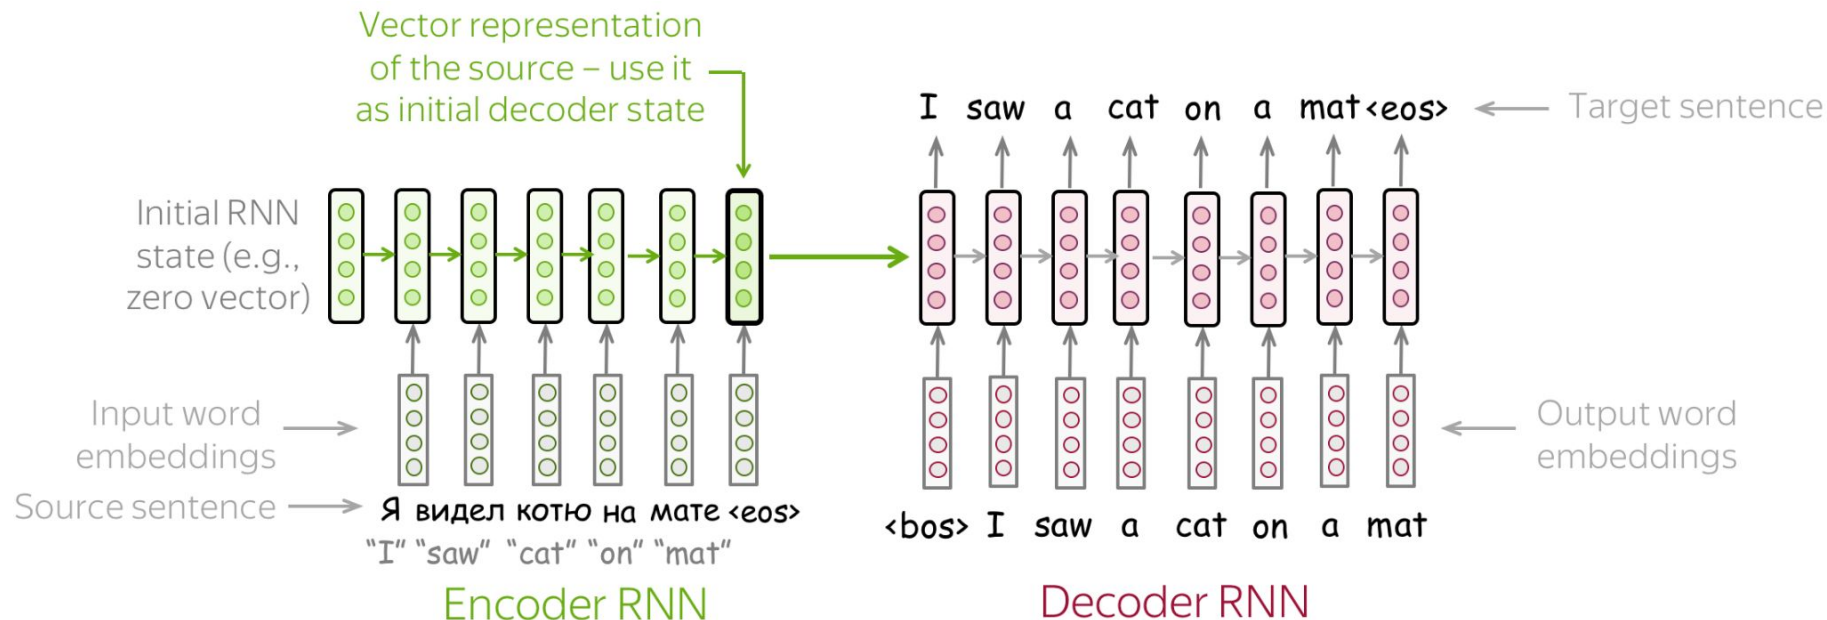 Vector representation
of the source – use it
as initial decoder state
I saw a cat on a mat <eos>
Target sentence
Initial RNN
state (e.g.,
zero vector)
Input word
embeddings
Output word
embeddings
Source sentence
Я видел котю на мате <eos>
"I" "saw" "cat" "on" "mat"
<bos> I saw a cat on a mat
Encoder RNN
Decoder RNN